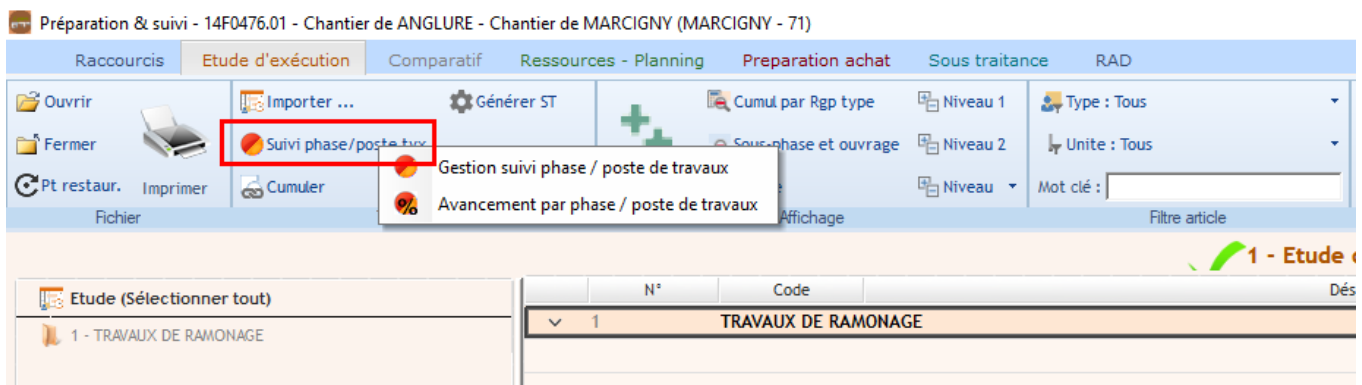 Préparation & suivi - 14F0476.01 - Chantier de ANGLURE - Chantier de MARCIGNY (MARCIGNY - 71)
Raccourcis Etude d'exécution Comparatif Ressources - Planning Preparation achat Sous traitance RAD
Ouvrir Importer ... Générer ST Cumul par Rgp type Niveau 1 Type : Tous
Fermer Suivi phase/poste tvx Sous-phase et ouvrage Niveau 2 Unite : Tous
Gestion suivi phase / poste de travaux
Pt restaur. Imprimer Cumuler Niveau Mot clé :
Avancement par phase / poste de travaux
Fichier Affichage Filtre article
1 - Etude
Etude (Sélectionner tout) N° Code
1 - TRAVAUX DE RAMONAGE 1 TRAVAUX DE RAMONAGE